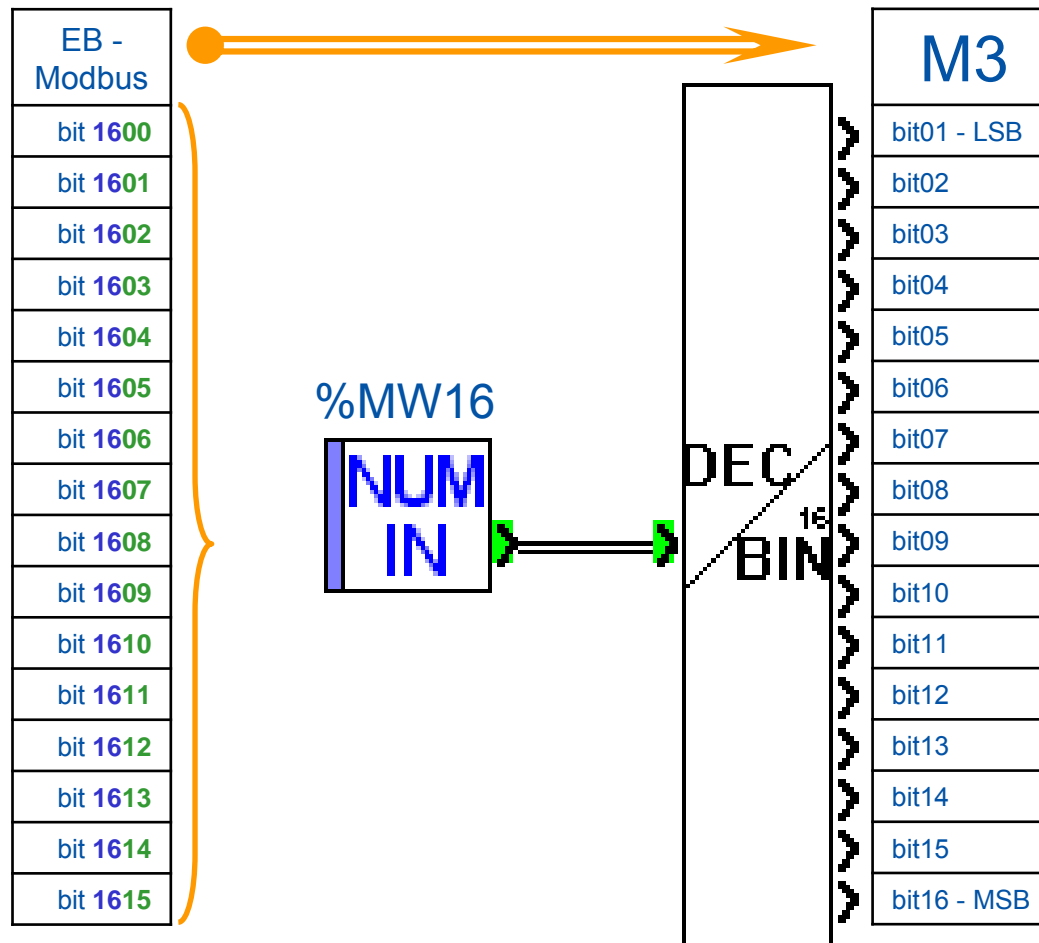 EB -
Modbus
M3
bit 1600
bit01 - LSB
bit 1601
bit02
bit 1602
bit03
bit 1603
bit04
bit 1604
bit05
bit 1605
bit06
bit 1606
bit07
bit 1607
bit08
bit 1608
bit09
bit 1609
bit10
bit 1610
bit11
bit 1611
bit12
bit 1612
bit13
bit 1613
bit14
bit 1614
bit15
bit 1615
bit16 - MSB
%MW16
NUM
IN
DEC
16
BIN